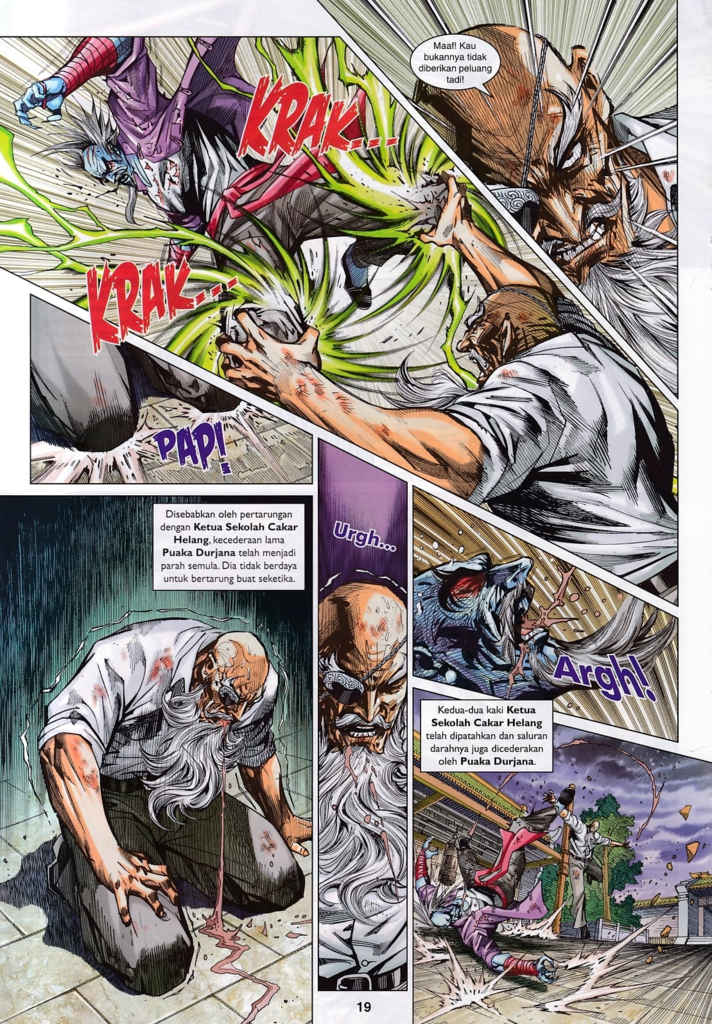 Maaf! Kau
bukannya tidak
diberikan peluang
tadi!
KRAK...
KRAK...
PAP!
Disebabkan oleh pertarungan
dengan Ketua Sekolah Cakar
Helang, kecederaan lama
Puaka Durjana telah menjadi
parah semula. Dia tidak berdaya
untuk bertarung buat seketika.
Urgh...
Argh!
Kedua-dua kaki Ketua
Sekolah Cakar Helang
telah dipatahkan dan saluran
darahnya juga dicederakan
oleh Puaka Durjana.
19